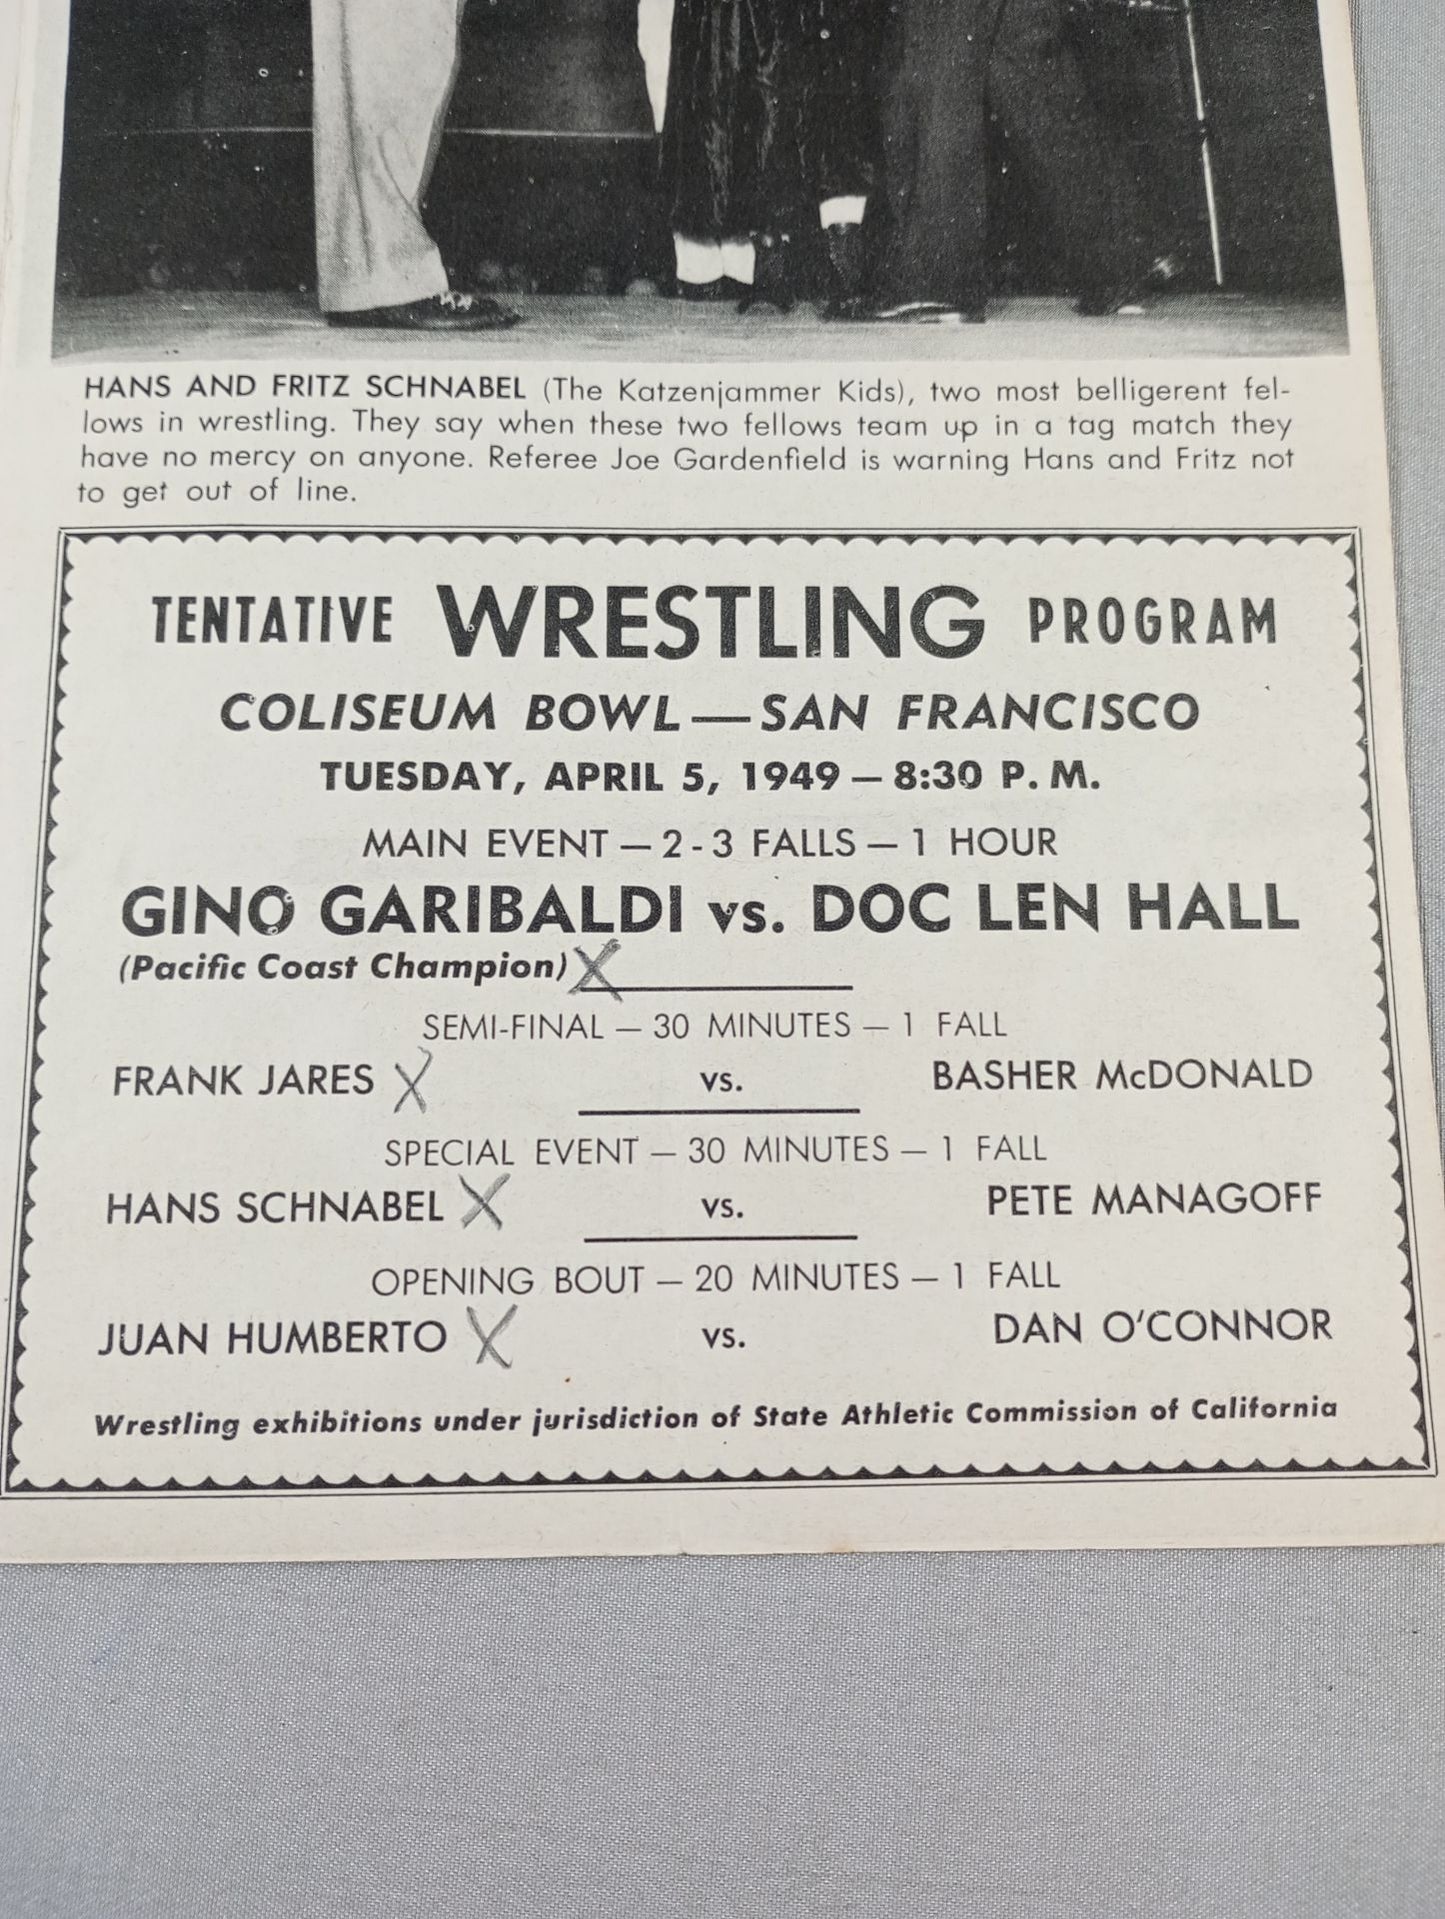 HANS AND FRITZ SCHNABEL (The Katzenjammer Kids), two most belligerent fel-
lows in wrestling. They say when these two fellows team up in a tag match they
have no mercy on anyone. Referee Joe Gardenfield is warning Hans and Fritz not
to get out of line.
TENTATIVE WRESTLING PROGRAM
COLISEUM BOWL — SAN FRANCISCO
TUESDAY, APRIL 5, 1949 — 8:30 P. M.
MAIN EVENT — 2 - 3 FALLS — 1 HOUR
GINO GARIBALDI vs. DOC LEN HALL
(Pacific Coast Champion) X
SEMI-FINAL — 30 MINUTES — 1 FALL
FRANK JARES X vs. BASHER McDONALD
SPECIAL EVENT — 30 MINUTES — 1 FALL
HANS SCHNABEL X vs. PETE MANAGOFF
OPENING BOUT — 20 MINUTES — 1 FALL
JUAN HUMBERTO X vs. DAN O'CONNOR
Wrestling exhibitions under jurisdiction of State Athletic Commission of California